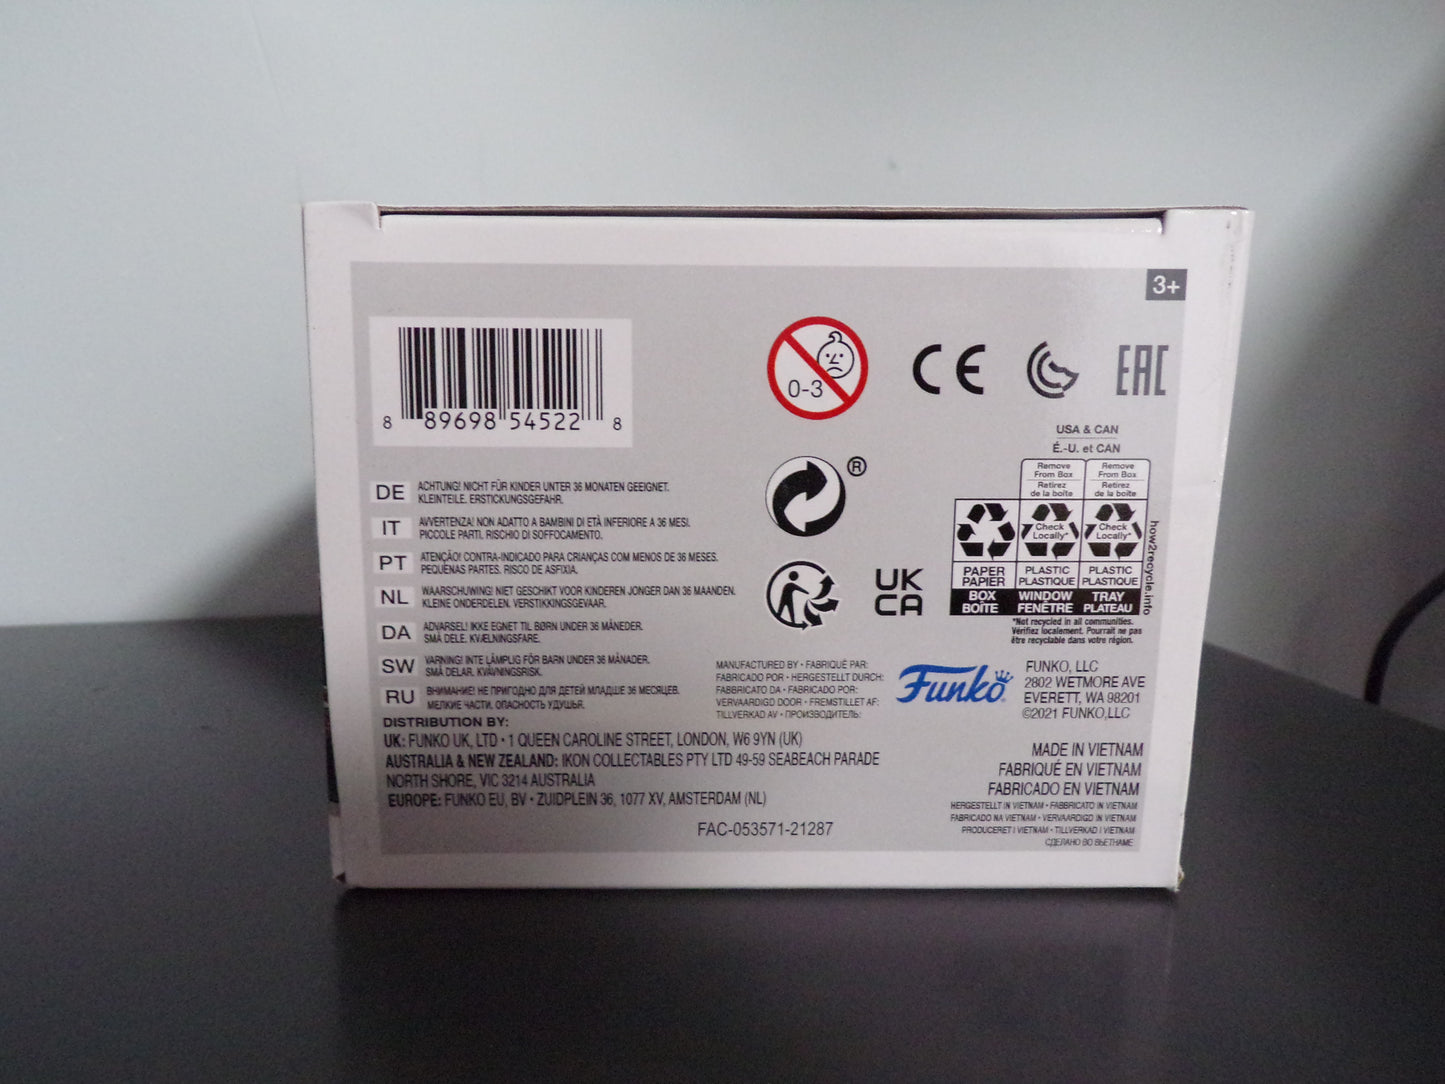 3+
8 89698 54522 8
0-3
CE
EAC
USA & CAN
É.-U. et CAN
Remove From Box
Retirez de la boîte
Remove From Box
Retirez de la boîte
Check Locally*
Check Locally*
PAPER PAPIER
PLASTIC PLASTIQUE
PLASTIC PLASTIQUE
BOX BOÎTE
WINDOW FENÊTRE
TRAY PLATEAU
how2recycle.info
*Not recycled in all communities.
Vérifiez localement. Pourrait ne pas
être recyclable dans votre région.
®
UK
CA
DE ACHTUNG! NICHT FÜR KINDER UNTER 36 MONATEN GEEIGNET.
KLEINTEILE. ERSTICKUNGSGEFAHR.
IT AVVERTENZA! NON ADATTO A BAMBINI DI ETÀ INFERIORE A 36 MESI.
PICCOLE PARTI. RISCHIO DI SOFFOCAMENTO.
PT ATENÇÃO! CONTRA-INDICADO PARA CRIANÇAS COM MENOS DE 36 MESES.
PEQUENAS PARTES. RISCO DE ASFIXIA.
NL WAARSCHUWING! NIET GESCHIKT VOOR KINDEREN JONGER DAN 36 MAANDEN.
KLEINE ONDERDELEN. VERSTIKKINGSGEVAAR.
DA ADVARSEL! IKKE EGNET TIL BØRN UNDER 36 MÅNEDER.
SMÅ DELE. KVÆLNINGSFARE.
SW VARNING! INTE LÄMPLIG FÖR BARN UNDER 36 MÅNADER.
SMÅ DELAR. KVÄVNINGSRISK.
RU ВНИМАНИЕ! НЕ ПРИГОДНО ДЛЯ ДЕТЕЙ МЛАДШЕ 36 МЕСЯЦЕВ.
МЕЛКИЕ ЧАСТИ. ОПАСНОСТЬ УДУШЬЯ.
MANUFACTURED BY • FABRIQUÉ PAR:
FABRICADO POR • HERGESTELLT DURCH:
FABBRICATO DA • FABRICADO POR:
VERVAARDIGD DOOR • FREMSTILLET AF:
TILLVERKAD AV • ПРОИЗВОДИТЕЛЬ:
Funko
FUNKO, LLC
2802 WETMORE AVE
EVERETT, WA 98201
©2021 FUNKO,LLC
DISTRIBUTION BY:
UK: FUNKO UK, LTD • 1 QUEEN CAROLINE STREET, LONDON, W6 9YN (UK)
AUSTRALIA & NEW ZEALAND: IKON COLLECTABLES PTY LTD 49-59 SEABEACH PARADE
NORTH SHORE, VIC 3214 AUSTRALIA
EUROPE: FUNKO EU, BV • ZUIDPLEIN 36, 1077 XV, AMSTERDAM (NL)
FAC-053571-21287
MADE IN VIETNAM
FABRIQUÉ EN VIETNAM
FABRICADO EN VIETNAM
HERGESTELLT IN VIETNAM • FABBRICATO IN VIETNAM
FABRICADO NA VIETNAM • VERVAARDIGD IN VIETNAM
PRODUCERET I VIETNAM • TILLVERKAD I VIETNAM
СДЕЛАНО ВО ВЬЕТНАМЕ